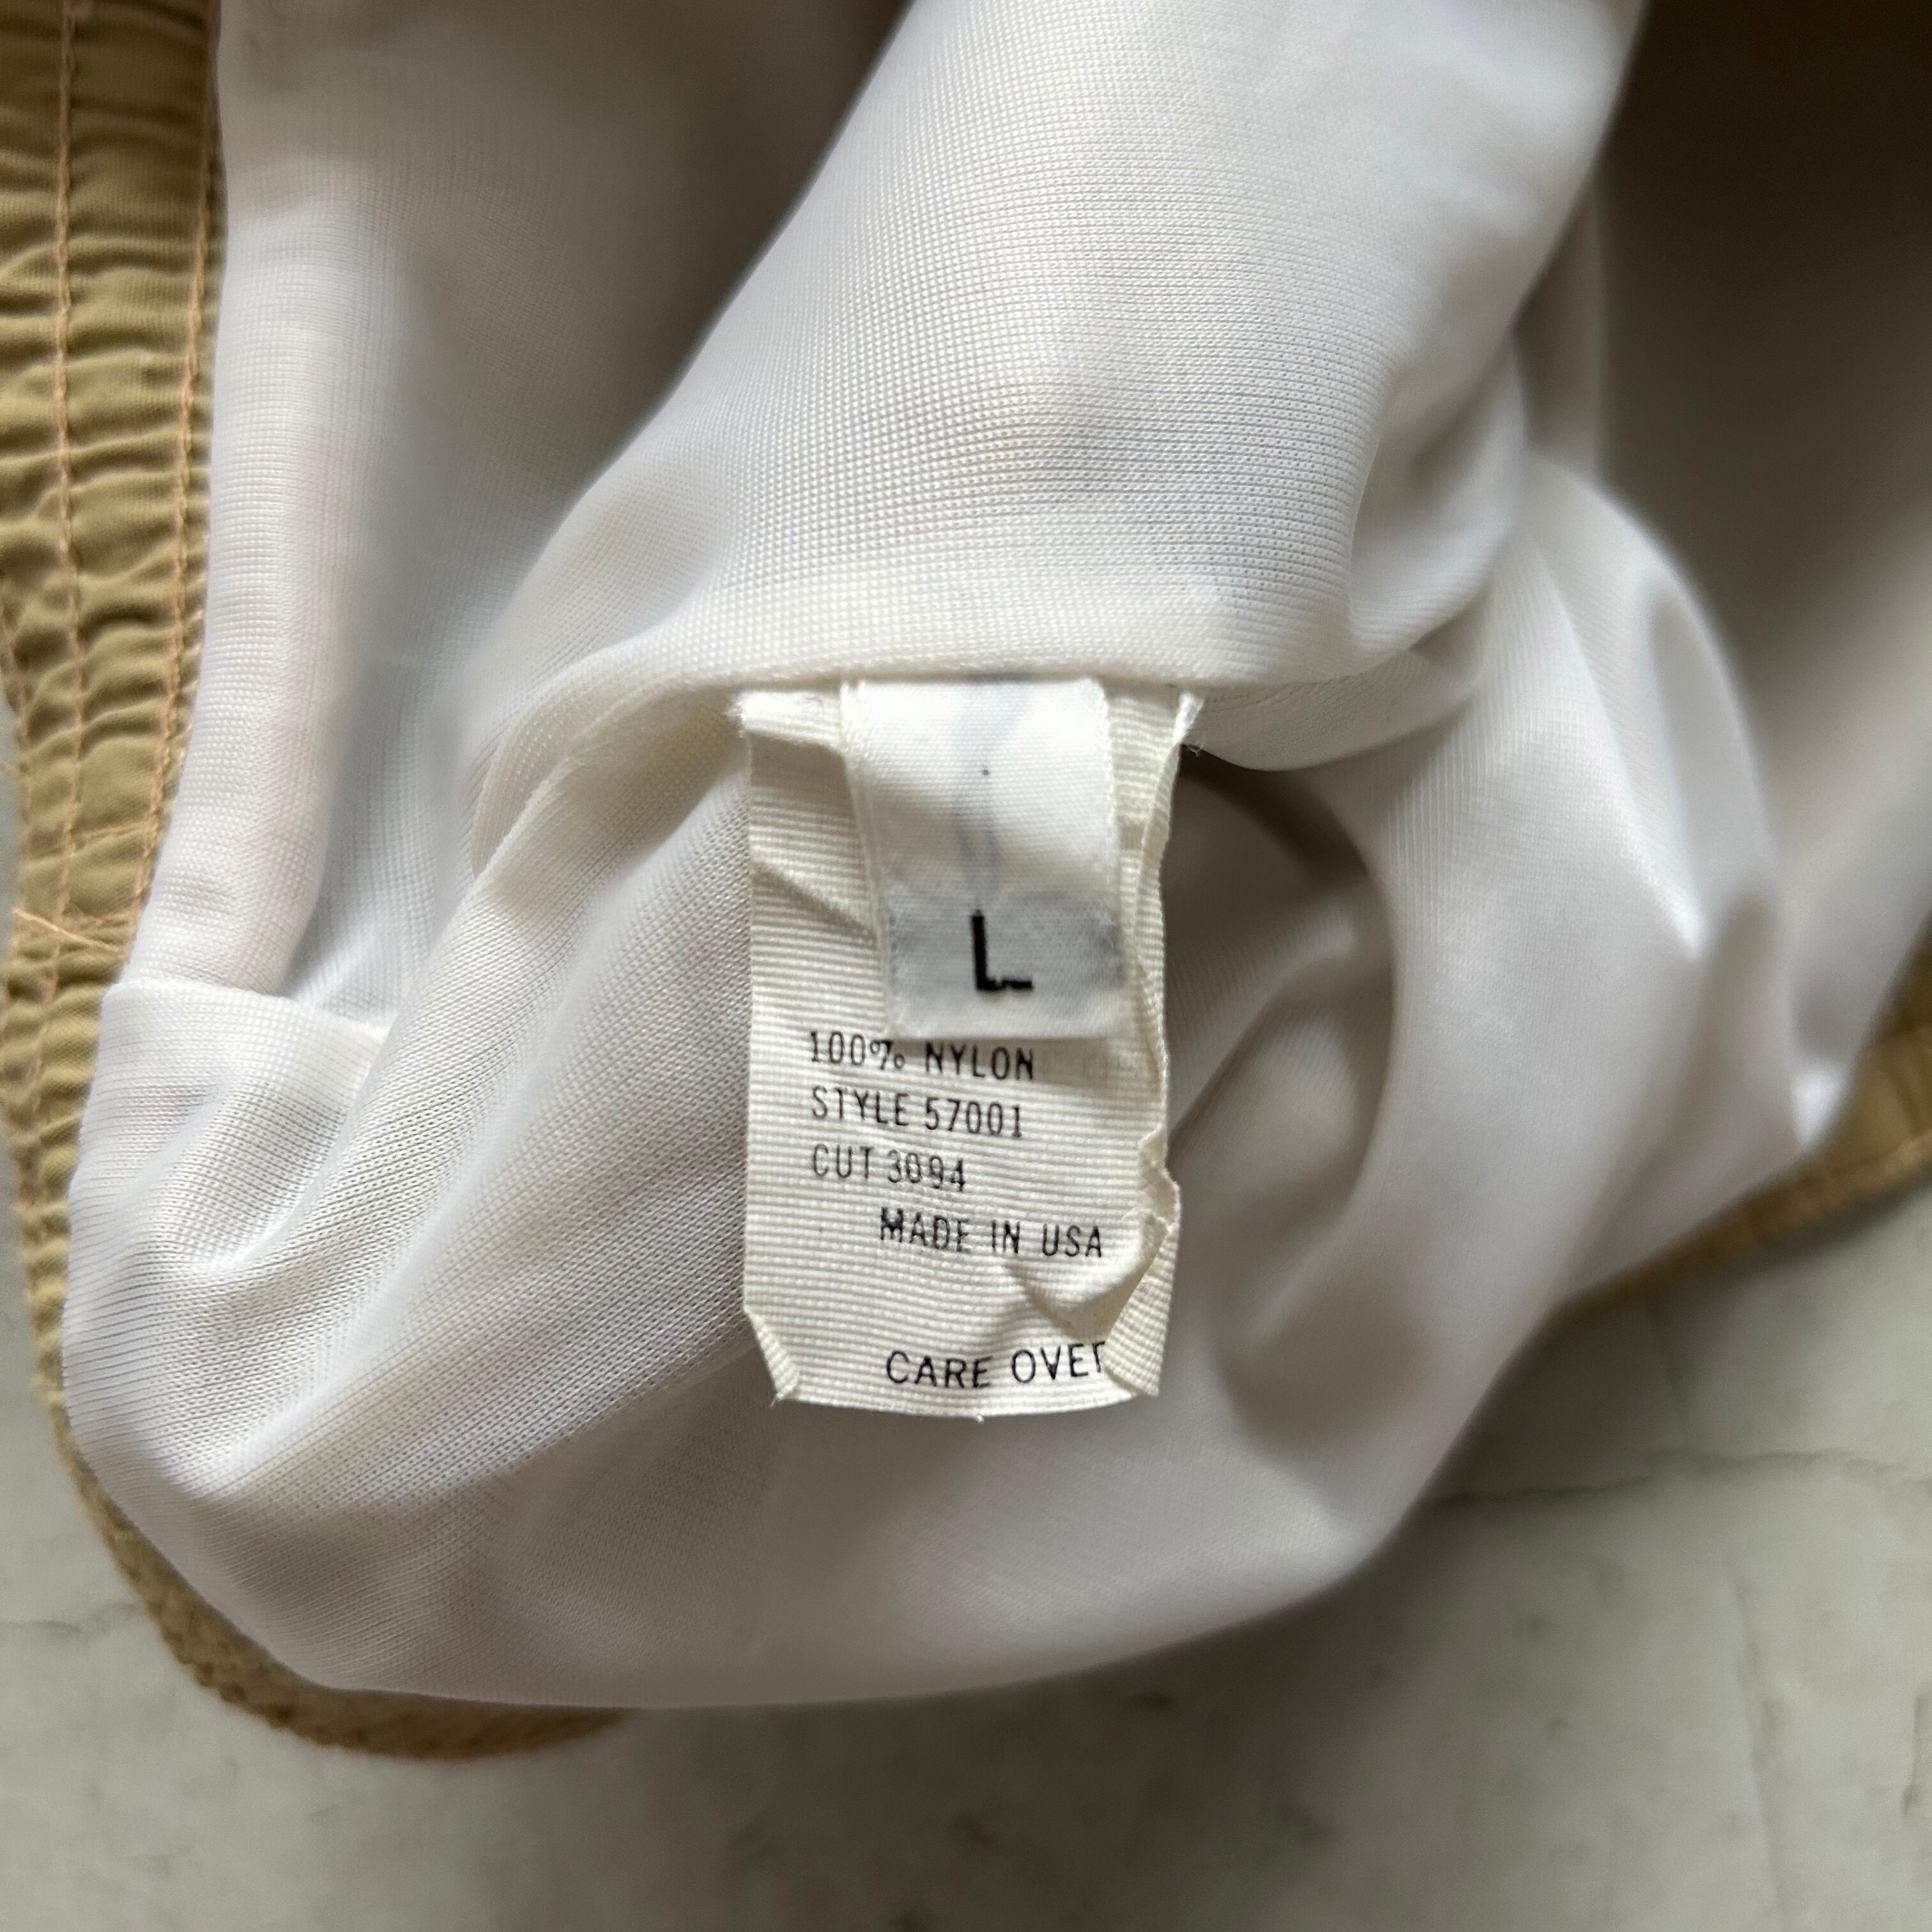 L
100% NYLON
STYLE 57001
CUT 3094
MADE IN USA
CARE OVER